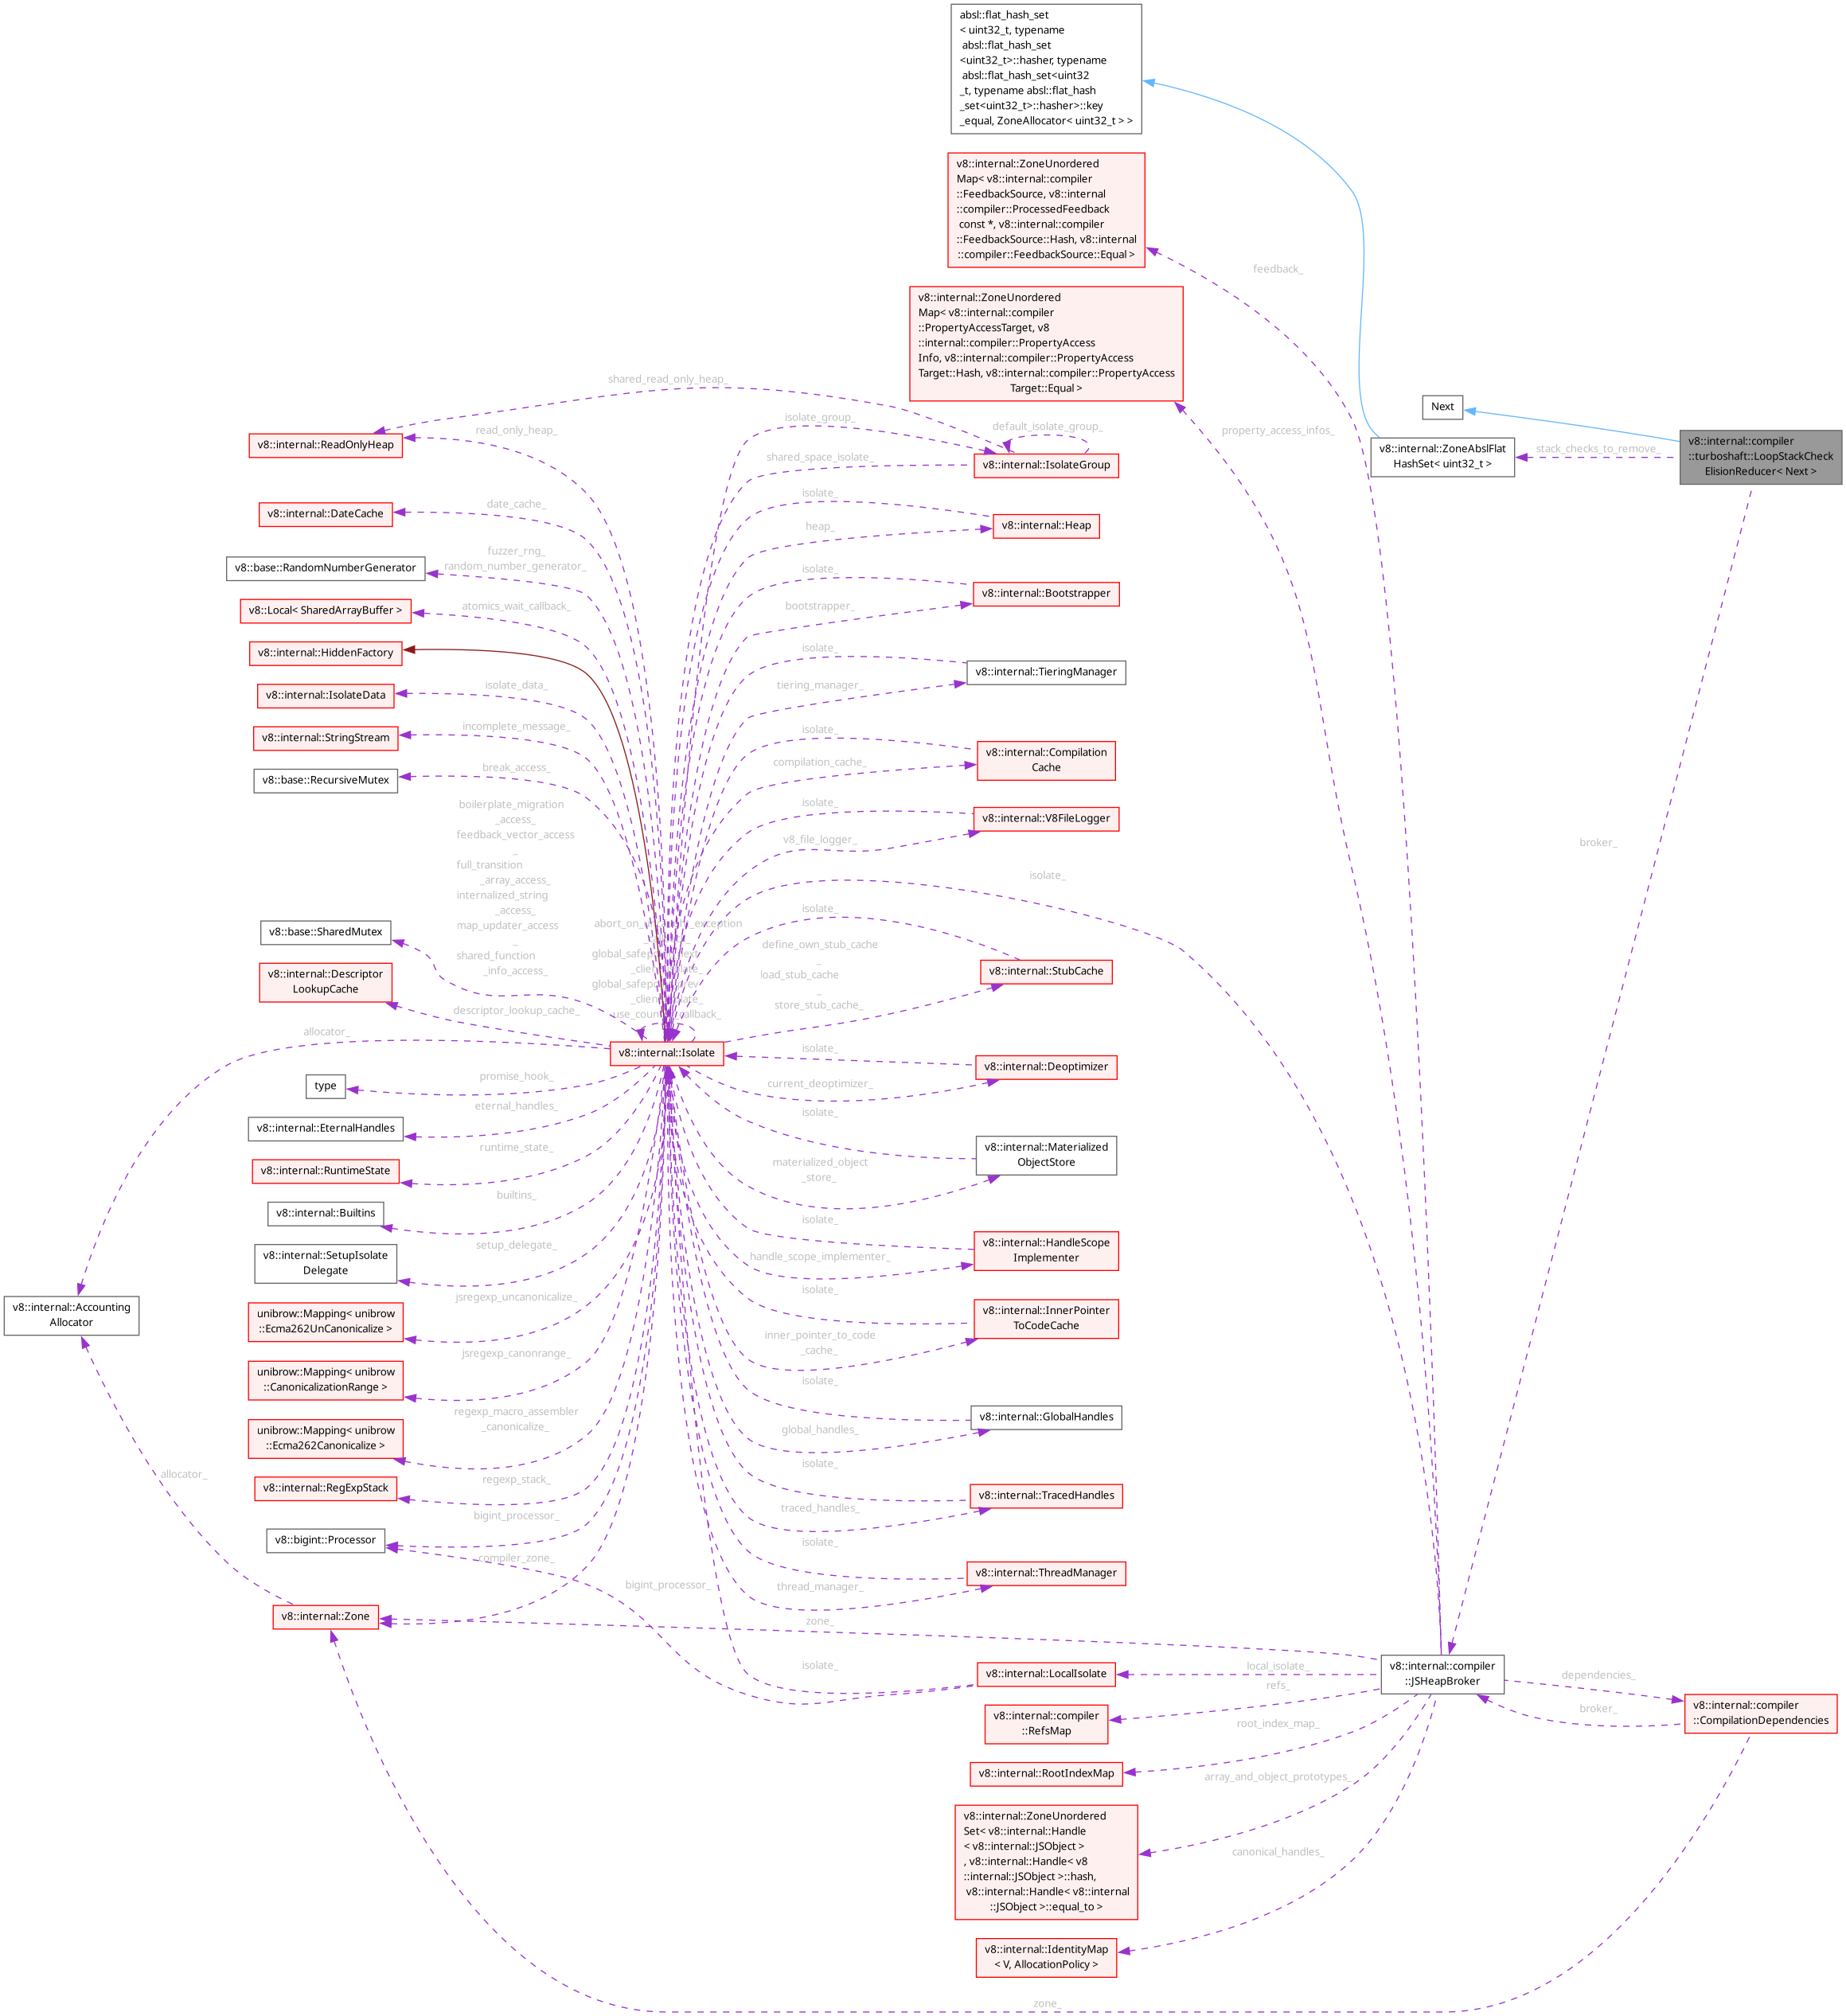 absl::flat_hash_set
< uint32_t, typename
absl::flat_hash_set
<uint32_t>::hasher, typename
absl::flat_hash_set<uint32
_t, typename absl::flat_hash
_set<uint32_t>::hasher>::key
_equal, ZoneAllocator< uint32_t > >
v8::internal::ZoneUnordered
Map< v8::internal::compiler
::FeedbackSource, v8::internal
::compiler::ProcessedFeedback
const *, v8::internal::compiler
::FeedbackSource::Hash, v8::internal
::compiler::FeedbackSource::Equal >
feedback_
v8::internal::ZoneUnordered
Map< v8::internal::compiler
::PropertyAccessTarget, v8
::internal::compiler::PropertyAccess
Info, v8::internal::compiler::PropertyAccess
Target::Hash, v8::internal::compiler::PropertyAccess
Target::Equal >
property_access_infos_
Next
v8::internal::compiler
::turboshaft::LoopStackCheck
ElisionReducer< Next >
stack_checks_to_remove_
v8::internal::ZoneAbslFlat
HashSet< uint32_t >
broker_
shared_read_only_heap_
isolate_group_
default_isolate_group_
v8::internal::ReadOnlyHeap
read_only_heap_
shared_space_isolate_
v8::internal::IsolateGroup
v8::internal::DateCache
date_cache_
isolate_
heap_
v8::internal::Heap
v8::base::RandomNumberGenerator
fuzzer_rng_
random_number_generator_
isolate_
v8::internal::Bootstrapper
v8::Local< SharedArrayBuffer >
atomics_wait_callback_
bootstrapper_
v8::internal::HiddenFactory
isolate_
v8::internal::TieringManager
v8::internal::IsolateData
isolate_data_
tiering_manager_
v8::internal::StringStream
incomplete_message_
isolate_
v8::internal::Compilation
Cache
v8::base::RecursiveMutex
break_access_
compilation_cache_
boilerplate_migration
_access_
feedback_vector_access
_
full_transition
_array_access_
internalized_string
_access_
map_updater_access
_
shared_function
_info_access_
isolate_
v8::internal::V8FileLogger
v8_file_logger_
isolate_
v8::base::SharedMutex
isolate_
v8::internal::Descriptor
LookupCache
descriptor_lookup_cache_
_client_isolate_
_client_isolate_
define_own_stub_cache
_
load_stub_cache
_
store_stub_cache_
v8::internal::StubCache
allocator_
v8::internal::Isolate
isolate_
v8::internal::Deoptimizer
type
promise_hook_
current_deoptimizer_
v8::internal::EternalHandles
eternal_handles_
isolate_
v8::internal::Materialized
ObjectStore
v8::internal::RuntimeState
runtime_state_
materialized_object
_store_
v8::internal::Builtins
builtins_
isolate_
v8::internal::HandleScope
Implementer
v8::internal::SetupIsolate
Delegate
setup_delegate_
handle_scope_implementer_
v8::internal::Accounting
Allocator
unibrow::Mapping< unibrow
::Ecma262UnCanonicalize >
jsregexp_uncanonicalize_
isolate_
v8::internal::InnerPointer
ToCodeCache
inner_pointer_to_code
_cache_
unibrow::Mapping< unibrow
::CanonicalizationRange >
jsregexp_canonrange_
isolate_
v8::internal::GlobalHandles
unibrow::Mapping< unibrow
::Ecma262Canonicalize >
regexp_macro_assembler
_canonicalize_
global_handles_
allocator_
v8::internal::RegExpStack
regexp_stack_
isolate_
v8::internal::TracedHandles
traced_handles_
v8::bigint::Processor
bigint_processor_
isolate_
v8::internal::ThreadManager
compiler_zone_
thread_manager_
bigint_processor_
v8::internal::Zone
zone_
isolate_
v8::internal::LocalIsolate
local_isolate_
v8::internal::compiler
::JSHeapBroker
dependencies_
v8::internal::compiler
::CompilationDependencies
broker_
refs_
v8::internal::compiler
::RefsMap
root_index_map_
v8::internal::RootIndexMap
array_and_object_prototypes_
v8::internal::ZoneUnordered
Set< v8::internal::Handle
< v8::internal::JSObject >
, v8::internal::Handle< v8
::internal::JSObject >::hash,
v8::internal::Handle< v8::internal
::JSObject >::equal_to >
canonical_handles_
v8::internal::IdentityMap
< V, AllocationPolicy >
zone_